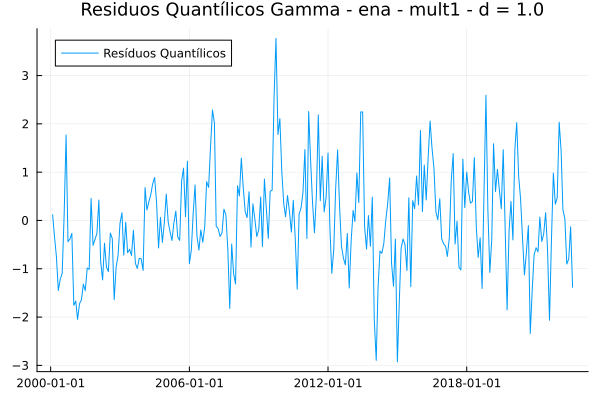 Residuos Quantílicos Gamma - ena - mult1 - d = 1.0
Resíduos Quantílicos
3
2
1
0
−1
−2
−3
2000-01-01 2006-01-01 2012-01-01 2018-01-01